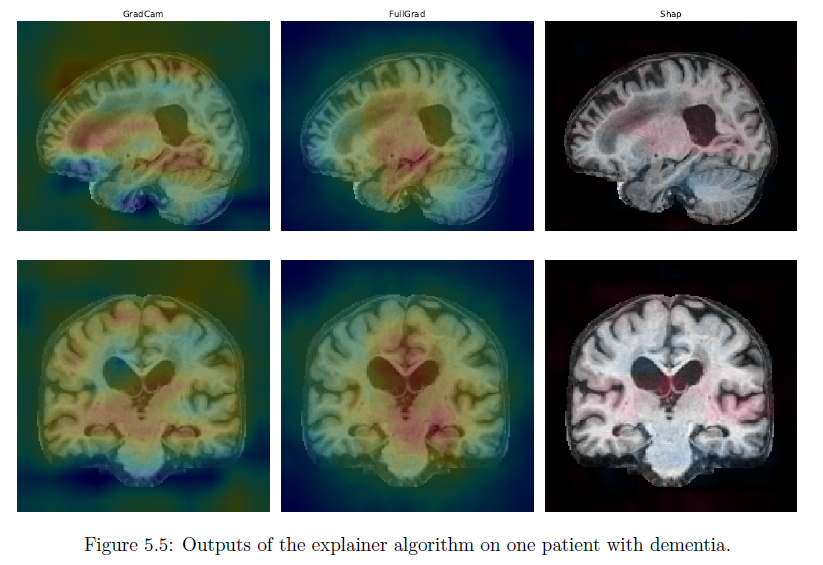 GradCam FullGrad Shap
Figure 5.5: Outputs of the explainer algorithm on one patient with dementia.